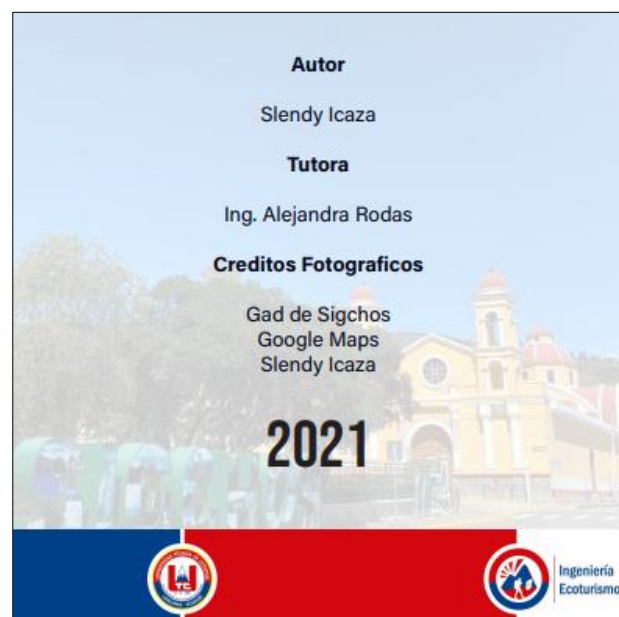 Autor
Slendy Icaza
Tutora
Ing. Alejandra Rodas
Creditos Fotograficos
Gad de Sigchos
Google Maps
Slendy Icaza
2021
Ingeniería
Ecoturismo